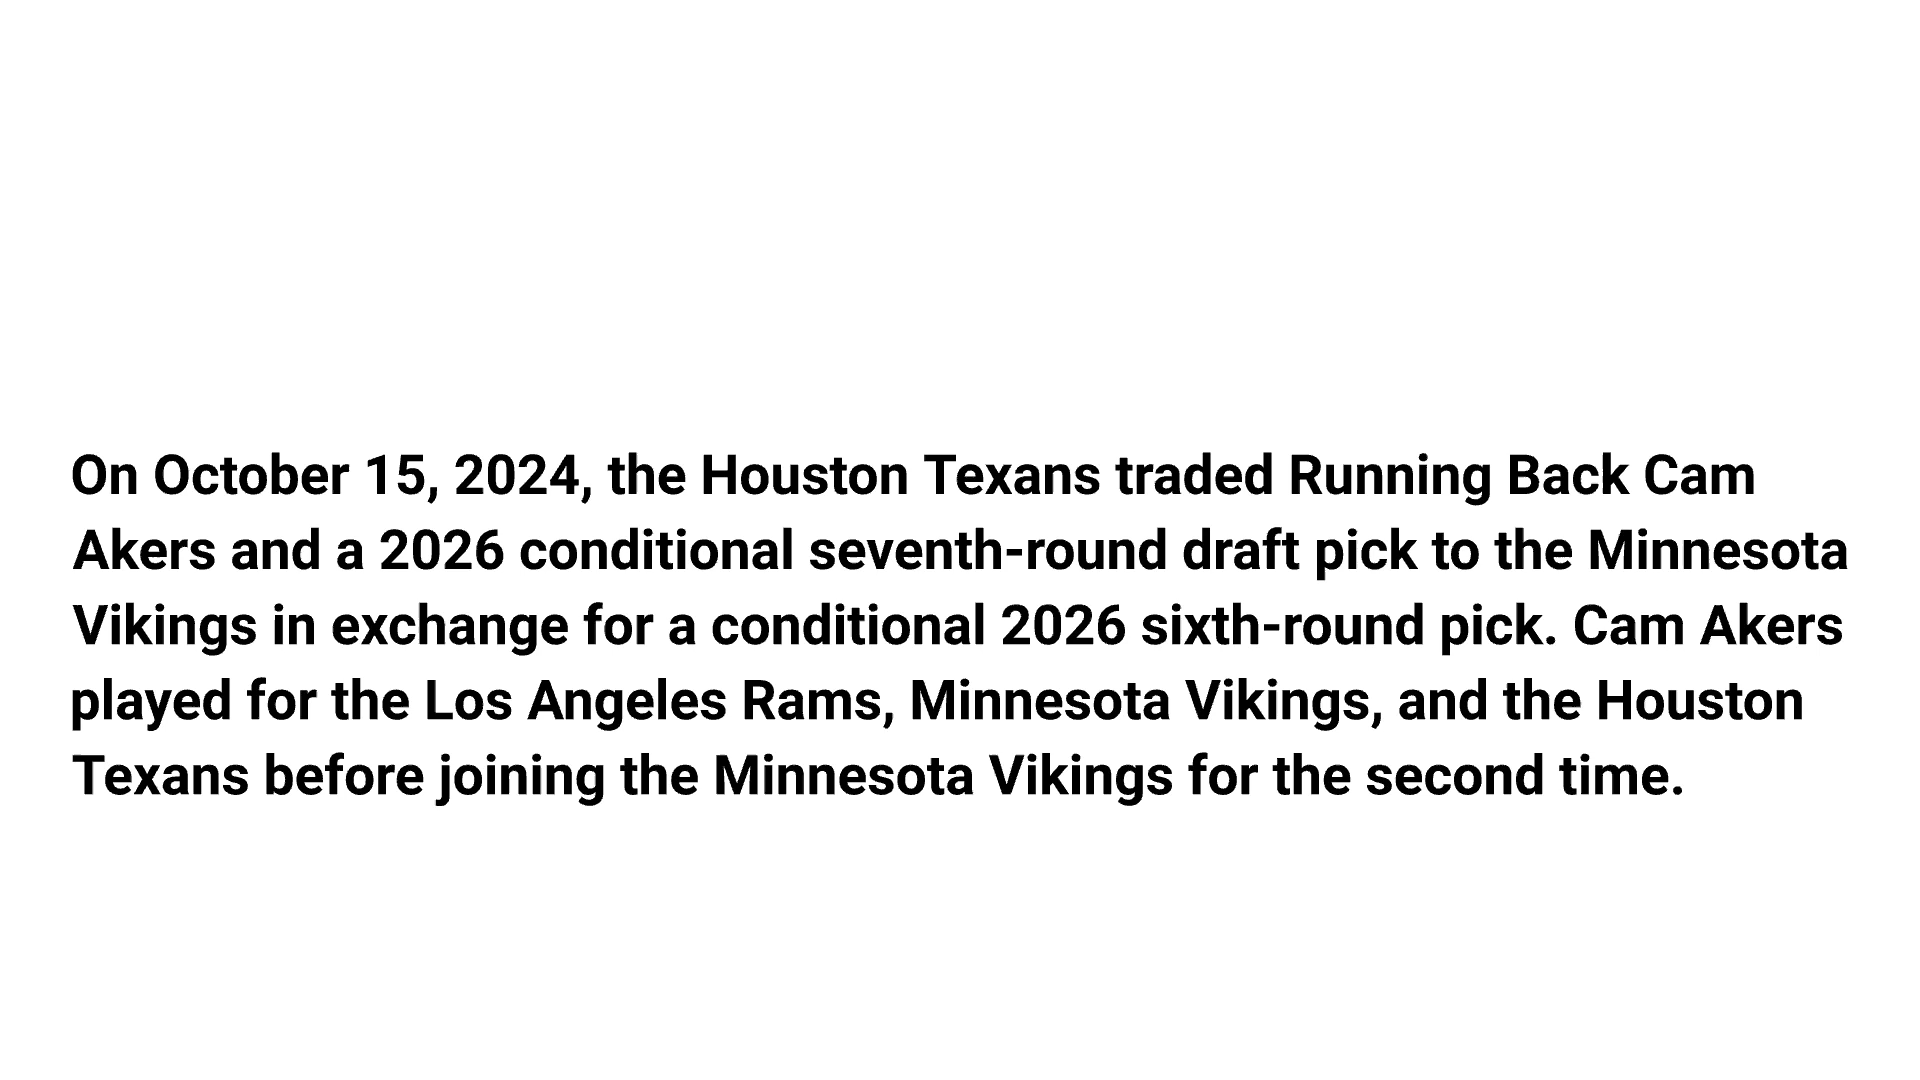 On October 15, 2024, the Houston Texans traded Running Back Cam
Akers and a 2026 conditional seventh-round draft pick to the Minnesota
Vikings in exchange for a conditional 2026 sixth-round pick. Cam Akers
played for the Los Angeles Rams, Minnesota Vikings, and the Houston
Texans before joining the Minnesota Vikings for the second time.